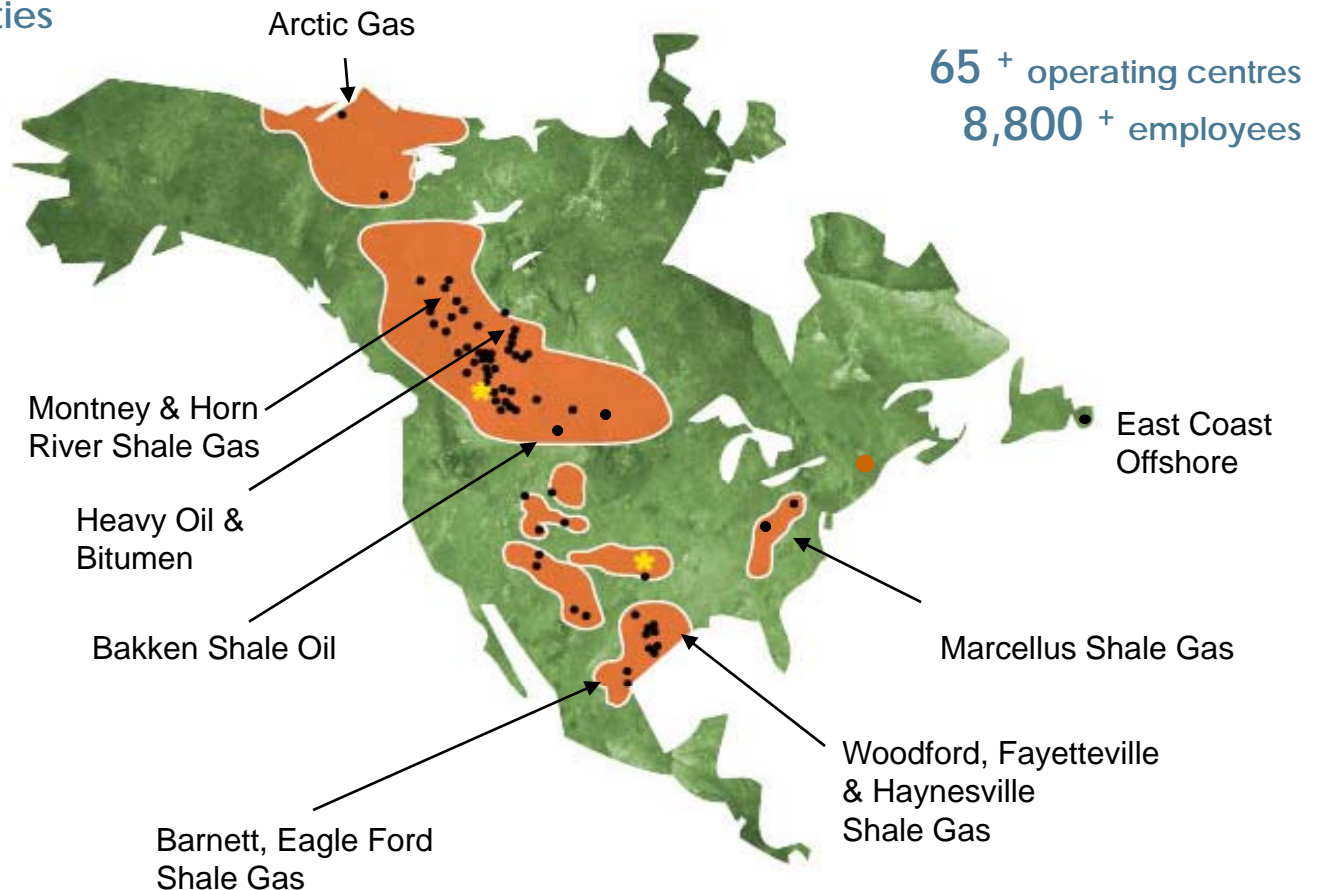 Arctic Gas
65 + operating centres
8,800 + employees
Montney & Horn
River Shale Gas
East Coast
Offshore
Heavy Oil &
Bitumen
Bakken Shale Oil
Marcellus Shale Gas
Woodford, Fayetteville
& Haynesville
Shale Gas
Barnett, Eagle Ford
Shale Gas